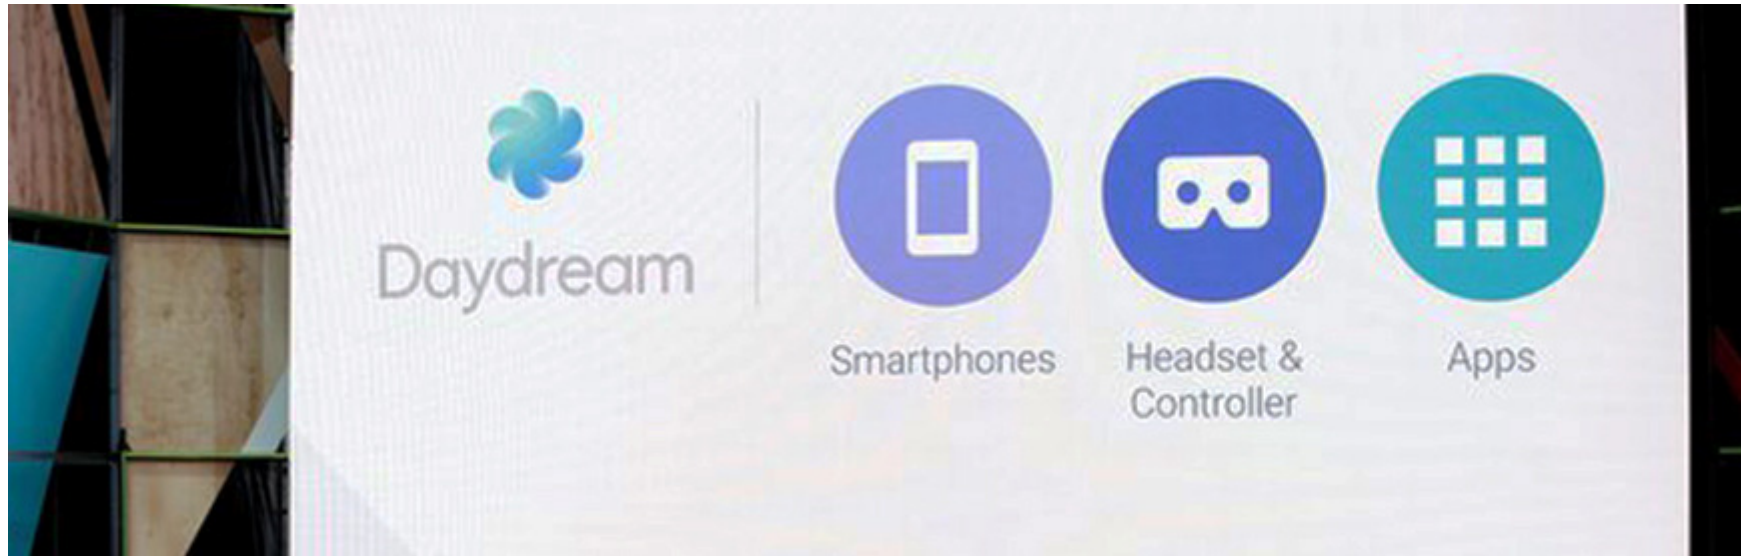 Daydream
Smartphones
Headset &
Controller
Apps